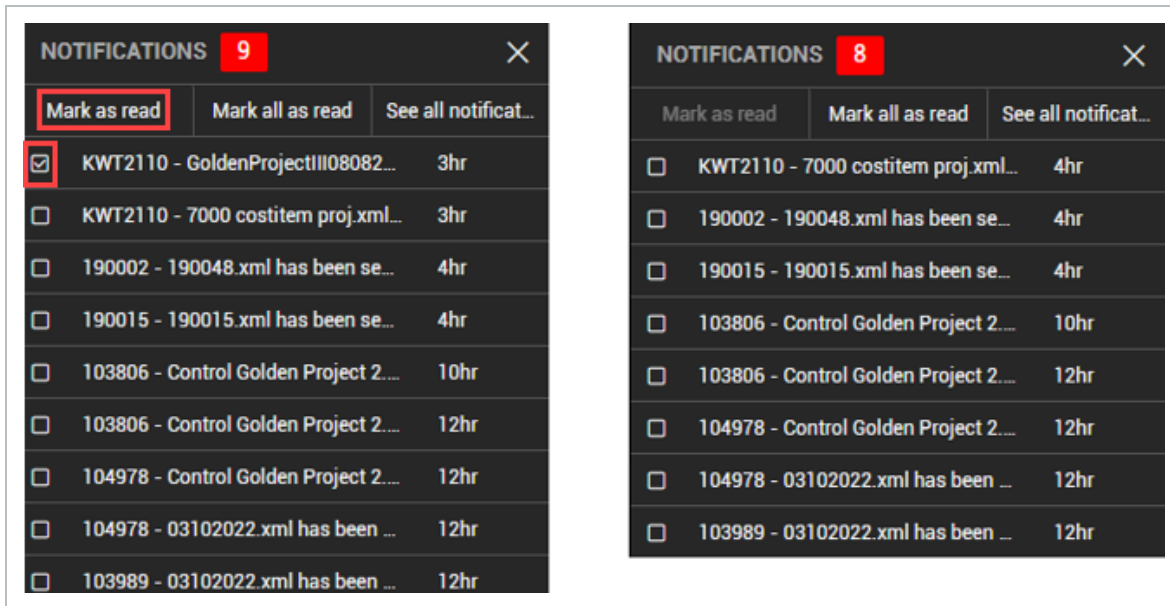 NOTIFICATIONS 9
Mark as read Mark all as read See all notificat...
KWT2110 - GoldenProjectIII08082... 3hr
KWT2110 - 7000 costitem proj.xml... 3hr
190002 - 190048.xml has been se... 4hr
190015 - 190015.xml has been se... 4hr
103806 - Control Golden Project 2.... 10hr
103806 - Control Golden Project 2.... 12hr
104978 - Control Golden Project 2.... 12hr
104978 - 03102022.xml has been ... 12hr
103989 - 03102022.xml has been ... 12hr
NOTIFICATIONS 8
Mark as read Mark all as read See all notificat...
KWT2110 - 7000 costitem proj.xml... 4hr
190002 - 190048.xml has been se... 4hr
190015 - 190015.xml has been se... 4hr
103806 - Control Golden Project 2.... 10hr
103806 - Control Golden Project 2.... 12hr
104978 - Control Golden Project 2.... 12hr
104978 - 03102022.xml has been ... 12hr
103989 - 03102022.xml has been ... 12hr